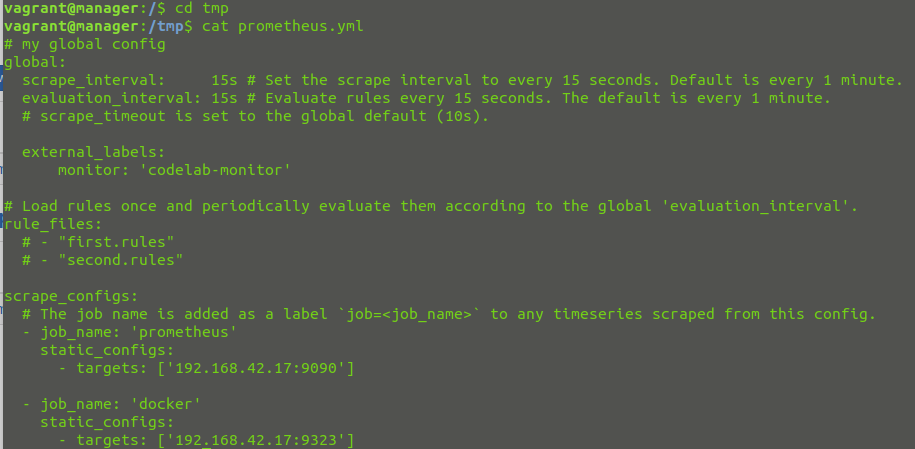 vagrant@manager:/$ cd tmp
vagrant@manager:/tmp$ cat prometheus.yml
# my global config
global:
  scrape_interval:     15s # Set the scrape interval to every 15 seconds. Default is every 1 minute.
  evaluation_interval: 15s # Evaluate rules every 15 seconds. The default is every 1 minute.
  # scrape_timeout is set to the global default (10s).

  external_labels:
      monitor: 'codelab-monitor'

# Load rules once and periodically evaluate them according to the global 'evaluation_interval'.
rule_files:
  # - "first.rules"
  # - "second.rules"

scrape_configs:
  # The job name is added as a label `job=<job_name>` to any timeseries scraped from this config.
  - job_name: 'prometheus'
    static_configs:
      - targets: ['192.168.42.17:9090']

  - job_name: 'docker'
    static_configs:
      - targets: ['192.168.42.17:9323']